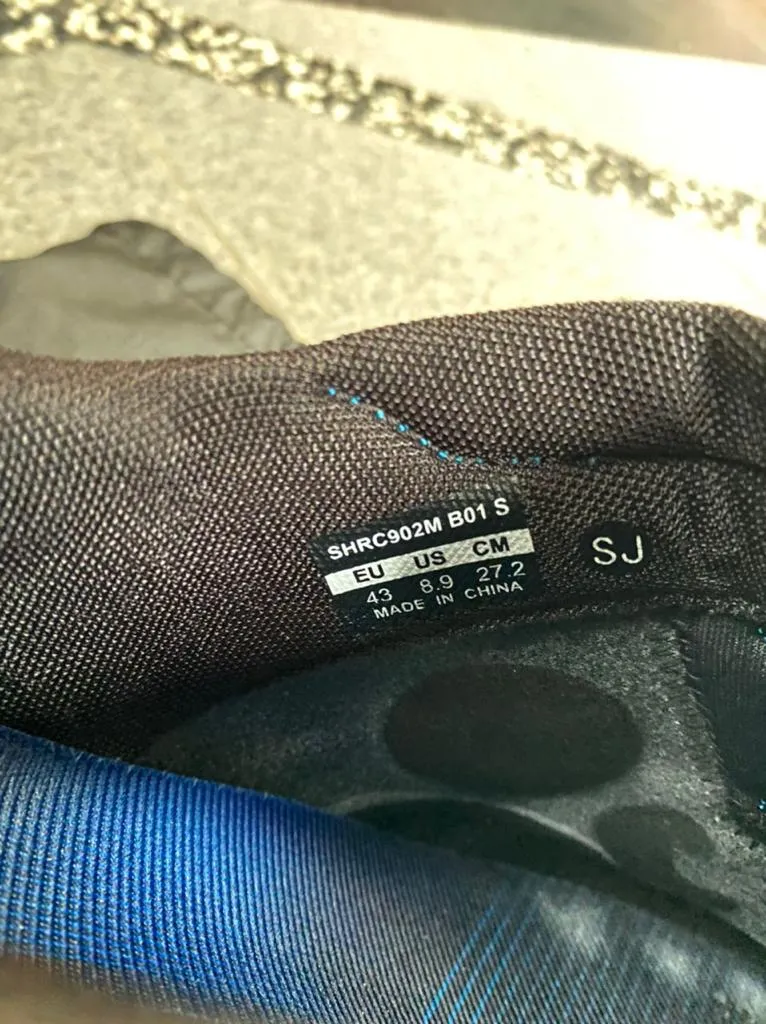 SHRC902M B01 S
EU US CM
43 8.9 27.2
MADE IN CHINA
SJ